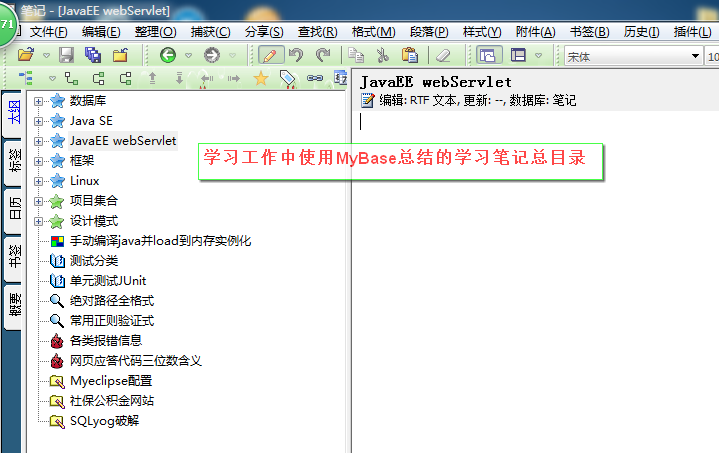 71
笔记 - [JavaEE webServlet]
文件(F) 编辑(E) 整理(O) 捕获(C) 分享(S) 查找(R) 格式(M) 段落(P) 样式(Y) 附件(A) 书签(B) 历史(I) 插件(L)
宋体 10
大纲
标签
日历
书签
概要
数据库
Java SE
JavaEE webServlet
框架
Linux
项目集合
设计模式
手动编译java并load到内存实例化
测试分类
单元测试JUnit
绝对路径全格式
常用正则验证式
各类报错信息
网页应答代码三位数含义
Myeclipse配置
社保公积金网站
SQLyog破解
JavaEE webServlet
编辑: RTF 文本, 更新: --, 数据库: 笔记
学习工作中使用MyBase总结的学习笔记总目录